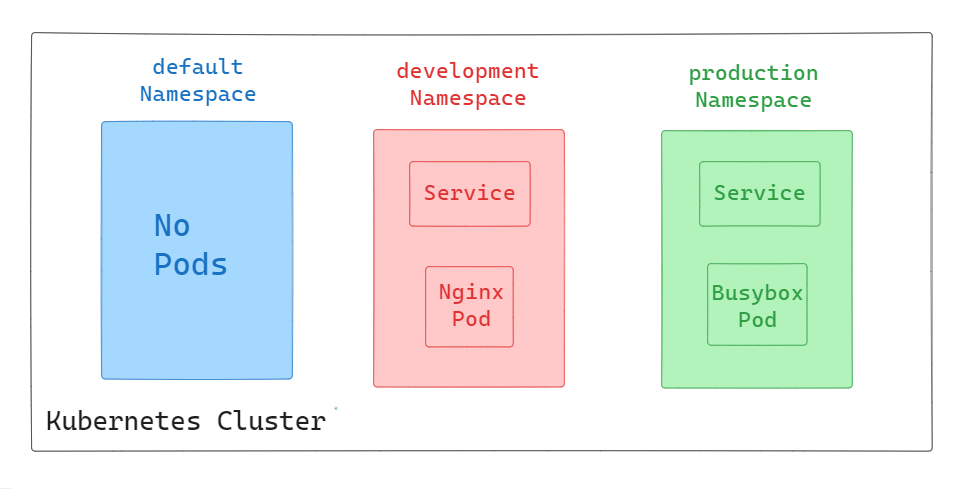 default
Namespace
development
Namespace
production
Namespace
No
Pods
Service
Nginx
Pod
Service
Busybox
Pod
Kubernetes Cluster